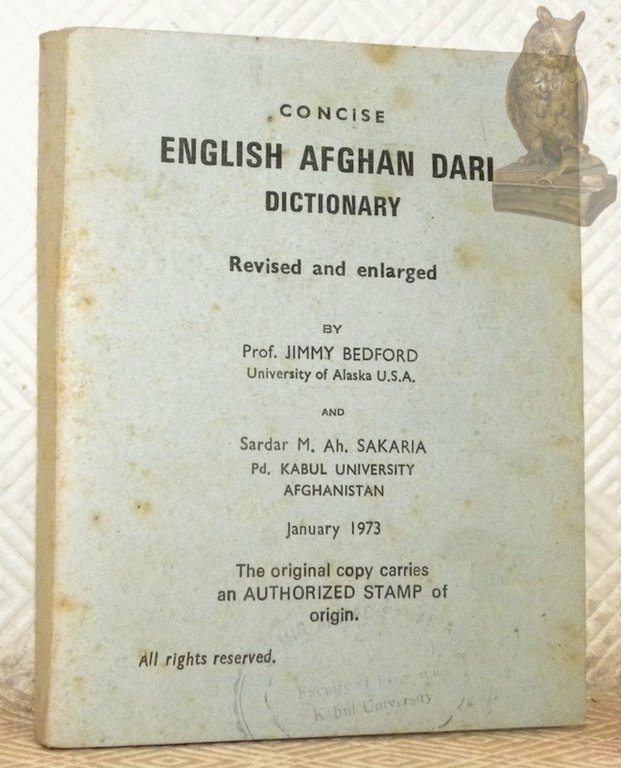 CONCISE
ENGLISH AFGHAN DARI
DICTIONARY
Revised and enlarged
BY
Prof. JIMMY BEDFORD
University of Alaska U.S.A.
AND
Sardar M. Ah. SAKARIA
Pd. KABUL UNIVERSITY
AFGHANISTAN
January 1973
The original copy carries
an AUTHORIZED STAMP of
origin.
All rights reserved.
Faculty of
Kabul University